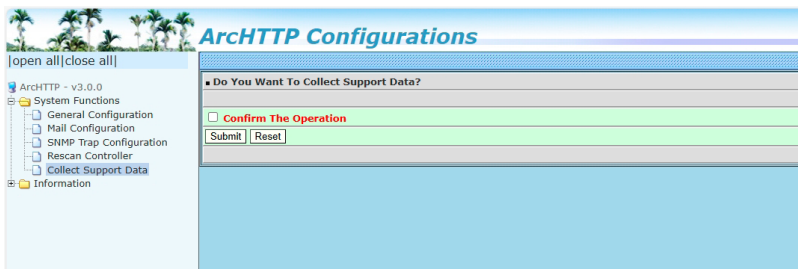 ArcHTTP Configurations
|open all|close all|
ArcHTTP - v3.0.0
System Functions
General Configuration
Mail Configuration
SNMP Trap Configuration
Rescan Controller
Collect Support Data
Information
Do You Want To Collect Support Data?
Confirm The Operation
Submit Reset